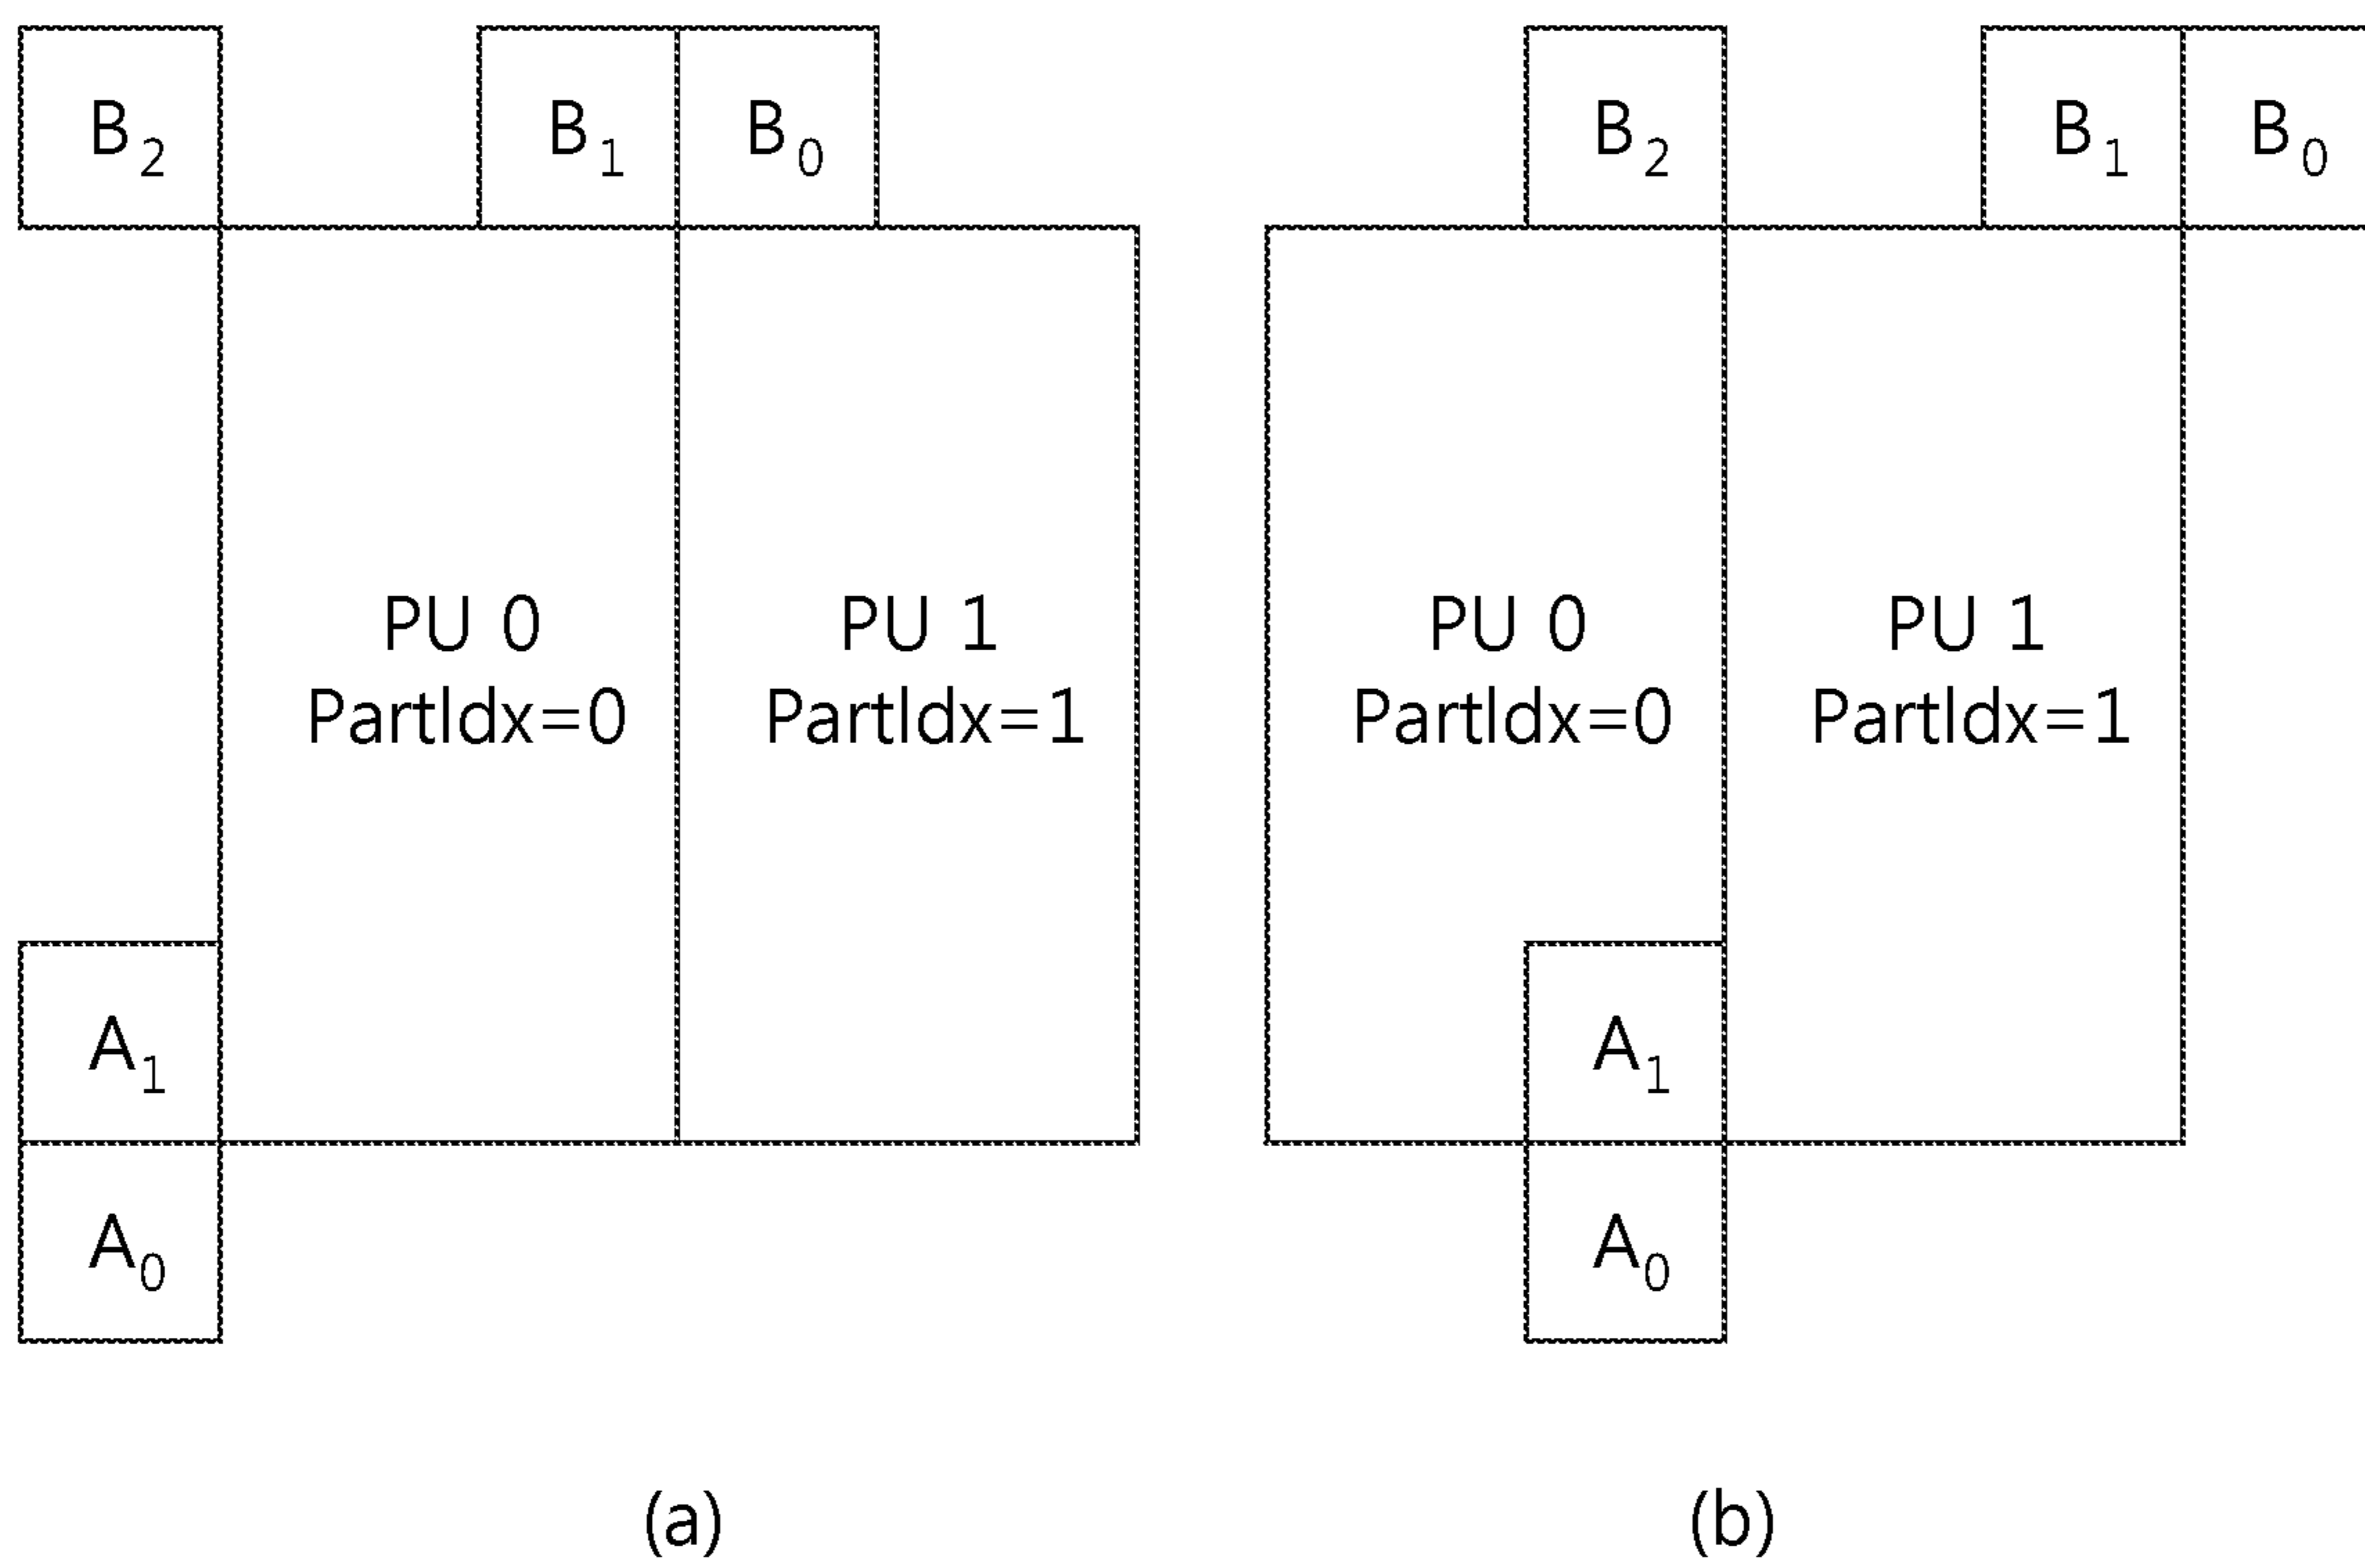 B2 B1 B0 B2 B1 B0
PU 0 PU 1 PU 0 PU 1
PartIdx=0 PartIdx=1 PartIdx=0 PartIdx=1
A1 A1
A0 A0
(a) (b)